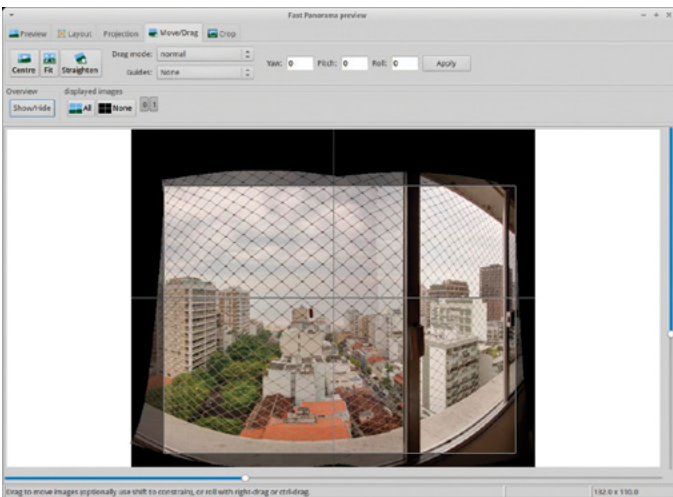 Fast Panorama preview
Preview Layout Projection Move/Drag Crop
Centre Fit Straighten Drag mode: normal Yaw: 0 Pitch: 0 Roll: 0 Apply
Guides: None
Overview displayed images
Show/Hide All None 0 1
Drag to move images (optionally use shift to constrain), or roll with right-drag or ctrl-drag.
132.0 x 110.0